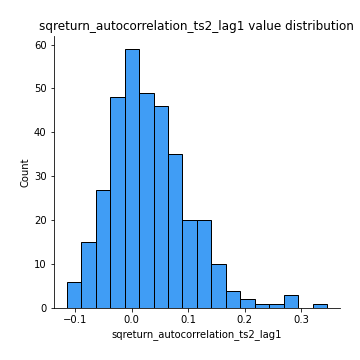 sqreturn_autocorrelation_ts2_lag1 value distribution
60
50
40
30
20
10
0
Count
−0.1 0.0 0.1 0.2 0.3
sqreturn_autocorrelation_ts2_lag1